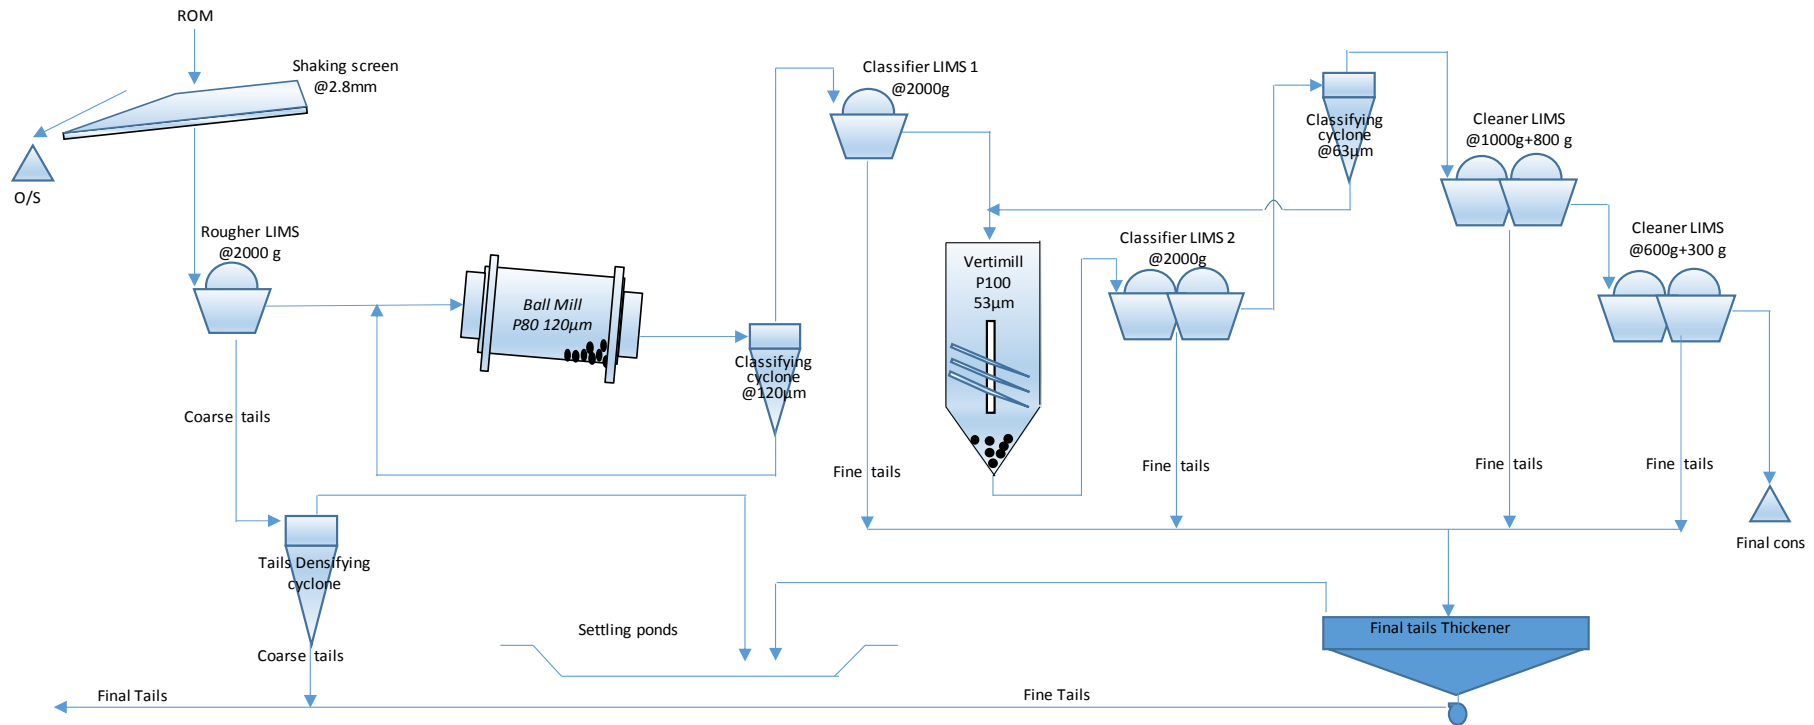 ROM
Shaking screen
@2.8mm
O/S
Rougher LIMS
@2000 g
Coarse tails
Ball Mill
P80 120µm
Classifying
cyclone
@120µm
Classifier LIMS 1
@2000g
Fine tails
Vertimill
P100
53µm
Classifier LIMS 2
@2000g
Fine tails
Classifying
cyclone
@63µm
Cleaner LIMS
@1000g+800 g
Fine tails
Cleaner LIMS
@600g+300 g
Fine tails
Final cons
Tails Densifying
cyclone
Coarse tails
Settling ponds
Final tails Thickener
Final Tails
Fine Tails